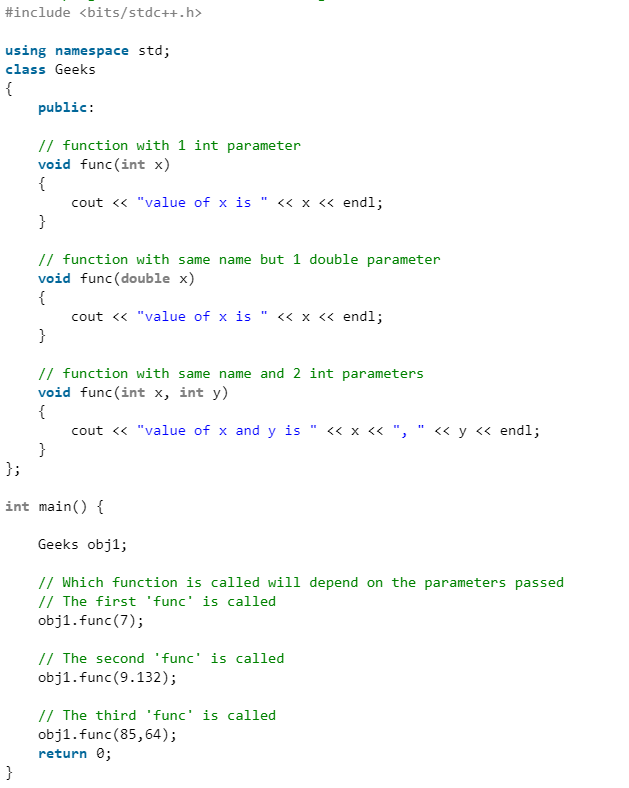 #include <bits/stdc++.h>
using namespace std;
class Geeks
{
    public:
    // function with 1 int parameter
    void func(int x)
    {
        cout << "value of x is " << x << endl;
    }
    // function with same name but 1 double parameter
    void func(double x)
    {
        cout << "value of x is " << x << endl;
    }
    // function with same name and 2 int parameters
    void func(int x, int y)
    {
        cout << "value of x and y is " << x << ", " << y << endl;
    }
};
int main() {
    Geeks obj1;
    // Which function is called will depend on the parameters passed
    // The first 'func' is called
    obj1.func(7);
    // The second 'func' is called
    obj1.func(9.132);
    // The third 'func' is called
    obj1.func(85,64);
    return 0;
}